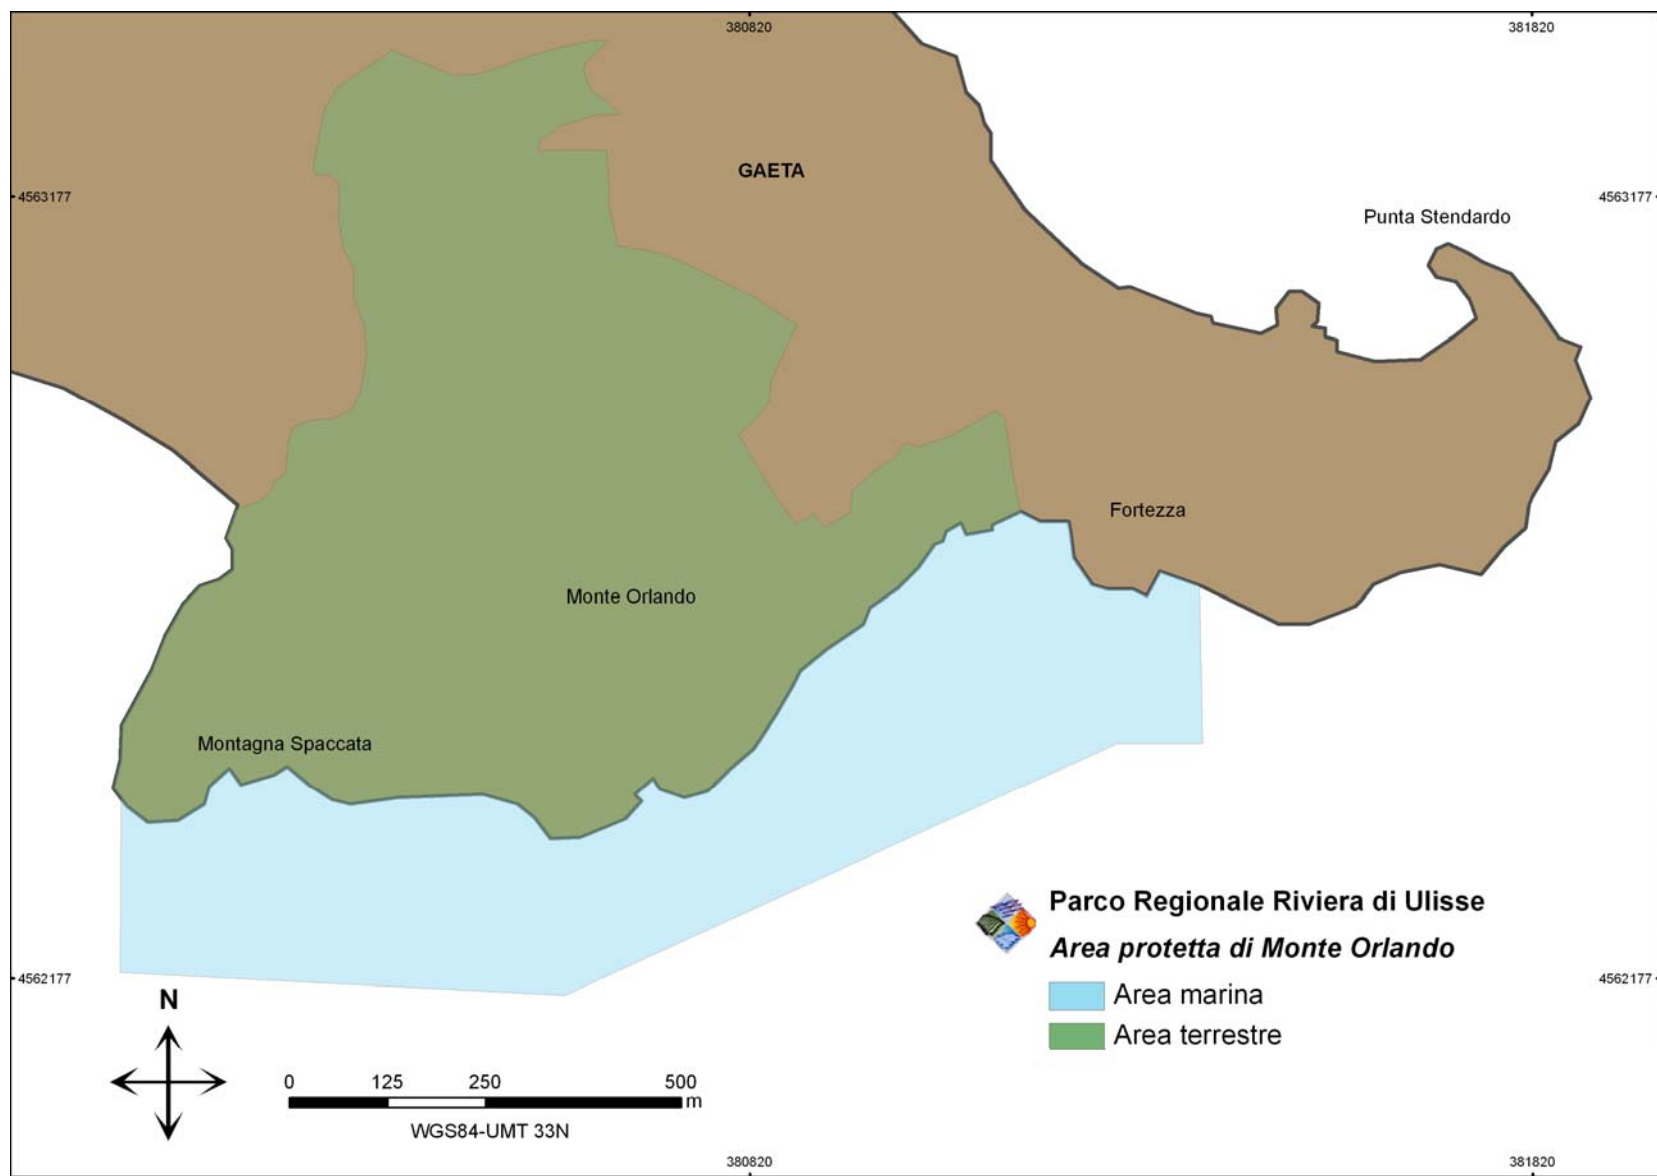 380820
381820
GAETA
4563177
4563177
Punta Stendardo
Fortezza
Monte Orlando
Montagna Spaccata
Parco Regionale Riviera di Ulisse
Area protetta di Monte Orlando
4562177
4562177
Area marina
N
Area terrestre
0 125 250 500
m
WGS84-UMT 33N
380820
381820